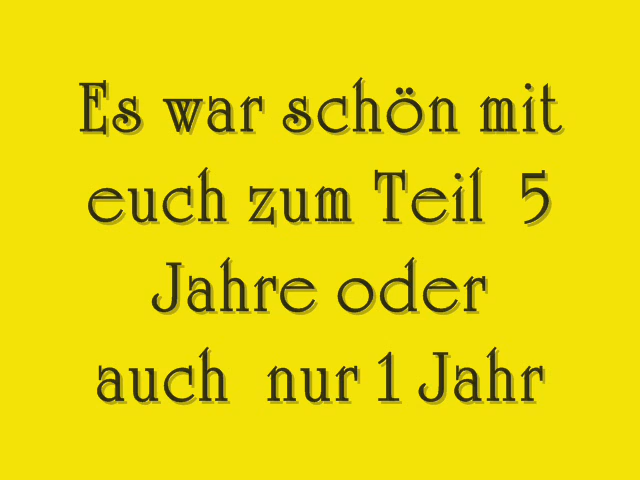 Es war schön mit
euch zum Teil 5
Jahre oder
auch nur 1 Jahr